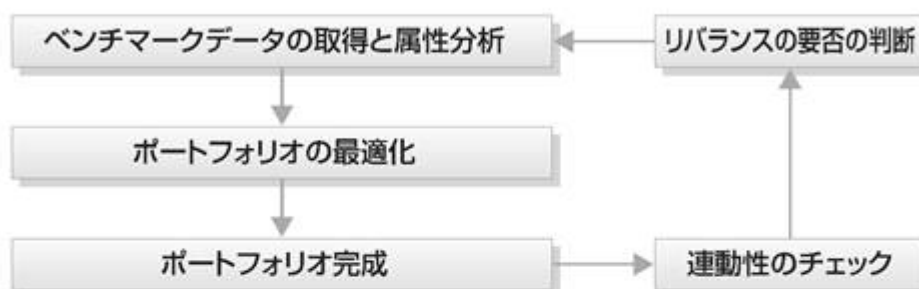 ベンチマークデータの取得と属性分析
リバランスの要否の判断
ポートフォリオの最適化
ポートフォリオ完成
連動性のチェック